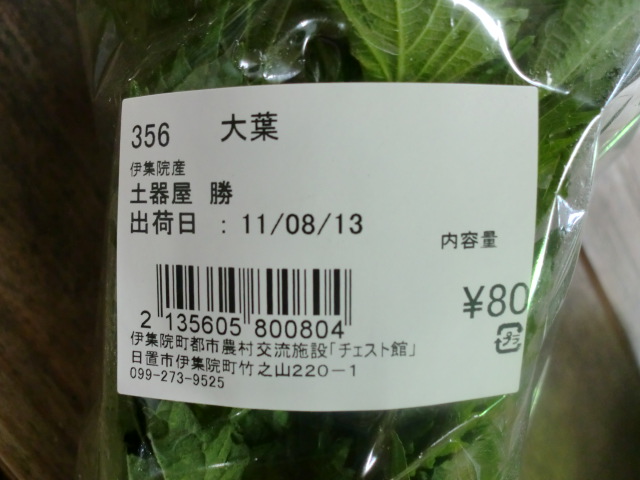 356 大葉
伊集院産
土器屋 勝
出荷日 : 11/08/13
内容量
¥80
2 135605 800804
プラ
伊集院町都市農村交流施設「チェスト館」
日置市伊集院町竹之山220-1
099-273-9525